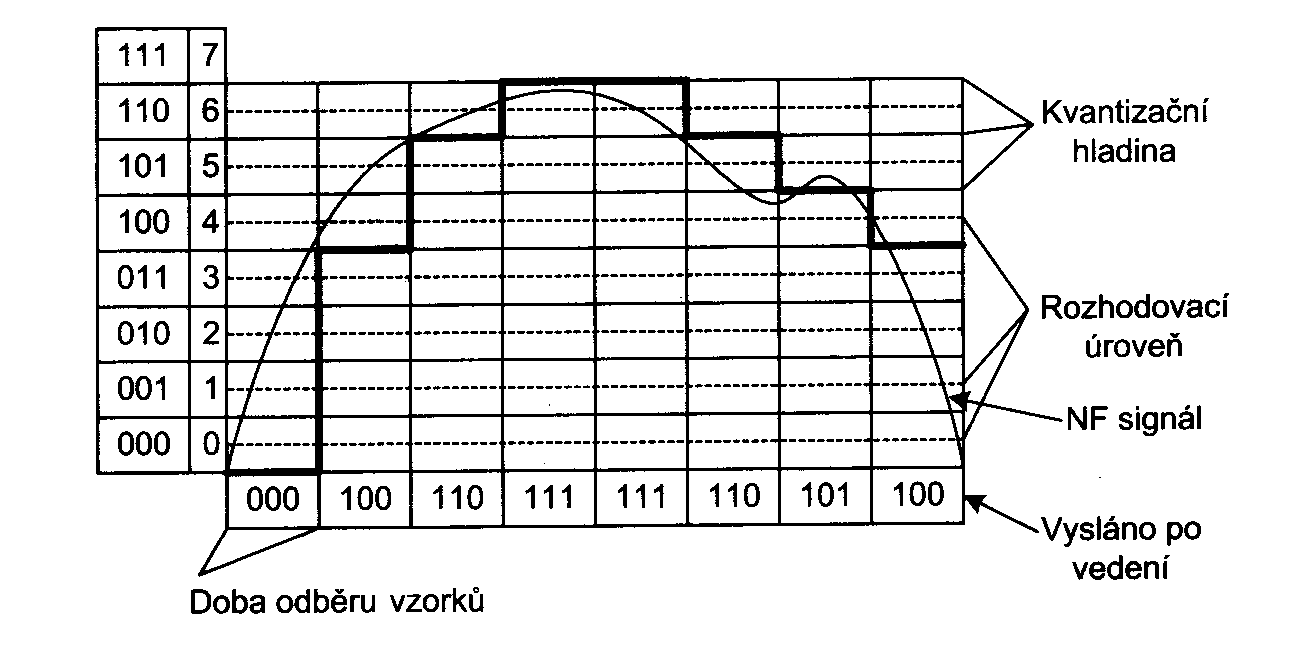 111 7
110 6
101 5
100 4
011 3
010 2
001 1
000 0
000 100 110 111 111 110 101 100
Kvantizační
hladina
Rozhodovací
úroveň
NF signál
Vysláno po
vedení
Doba odběru vzorků